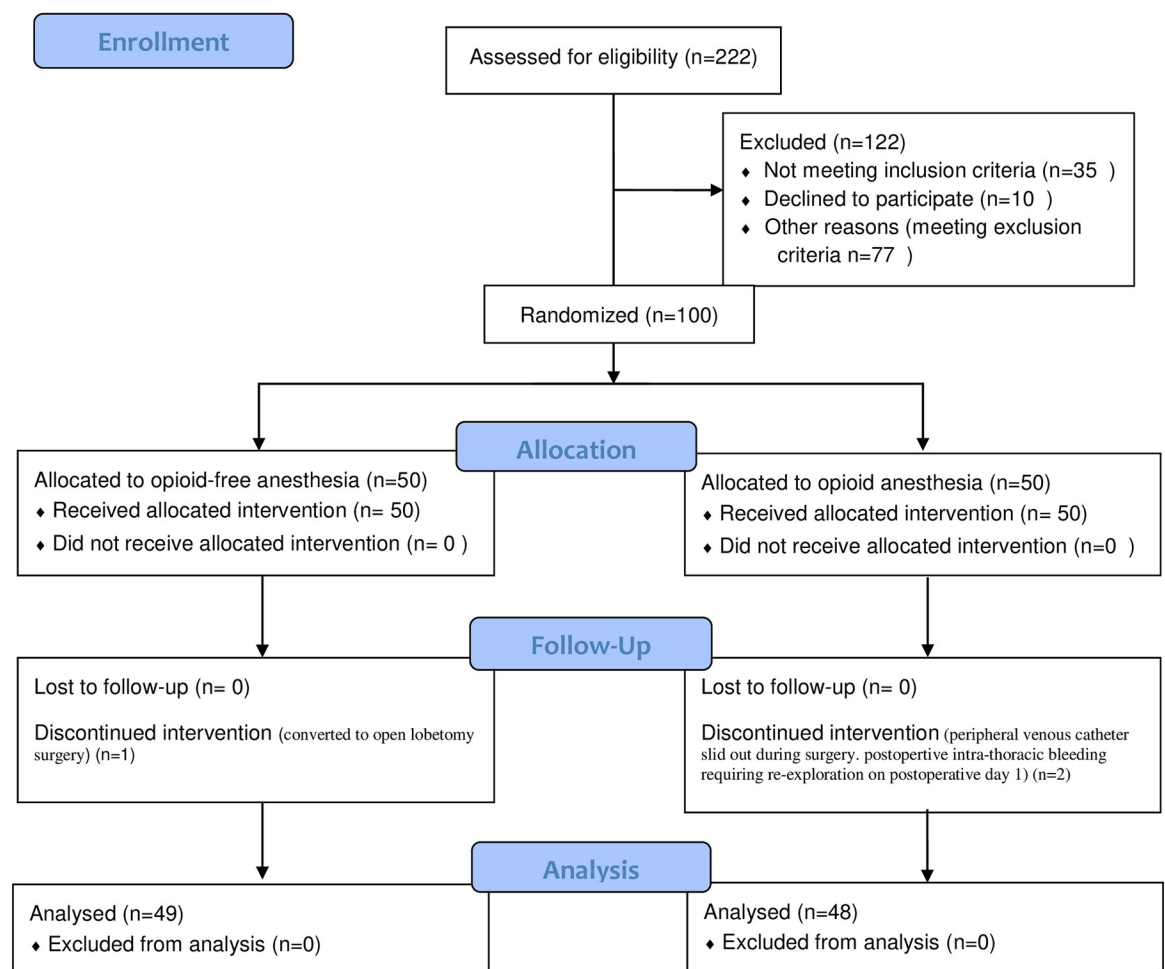 Enrollment
Assessed for eligibility (n=222)
Excluded (n=122)
♦ Not meeting inclusion criteria (n=35 )
♦ Declined to participate (n=10 )
♦ Other reasons (meeting exclusion
criteria n=77 )
Randomized (n=100)
Allocation
Allocated to opioid-free anesthesia (n=50)
♦ Received allocated intervention (n= 50)
♦ Did not receive allocated intervention (n= 0 )
Allocated to opioid anesthesia (n=50)
♦ Received allocated intervention (n= 50)
♦ Did not receive allocated intervention (n=0 )
Follow-Up
Lost to follow-up (n= 0)
Discontinued intervention (converted to open lobetomy
surgery) (n=1)
Lost to follow-up (n= 0)
Discontinued intervention (peripheral venous catheter
slid out during surgery. postopertive intra-thoracic bleeding
requiring re-exploration on postoperative day 1) (n=2)
Analysis
Analysed (n=49)
♦ Excluded from analysis (n=0)
Analysed (n=48)
♦ Excluded from analysis (n=0)